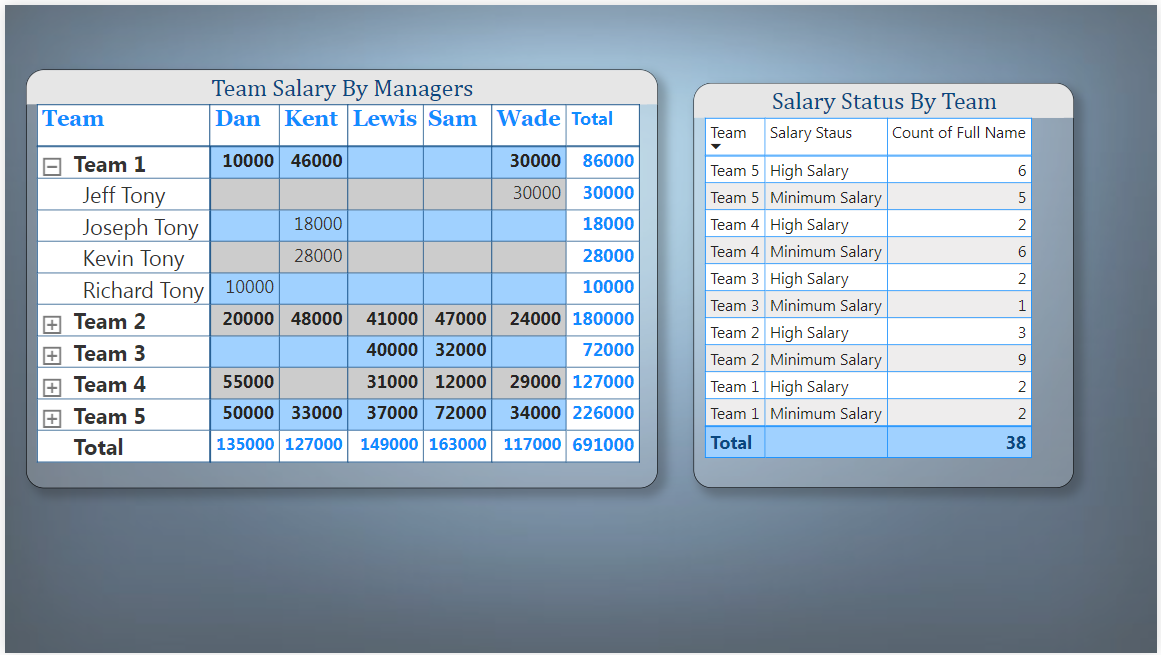 Team Salary By Managers
Team Dan Kent Lewis Sam Wade Total
Team 1 10000 46000 30000 86000
Jeff Tony 30000 30000
Joseph Tony 18000 18000
Kevin Tony 28000 28000
Richard Tony 10000 10000
Team 2 20000 48000 41000 47000 24000 180000
Team 3 40000 32000 72000
Team 4 55000 31000 12000 29000 127000
Team 5 50000 33000 37000 72000 34000 226000
Total 135000 127000 149000 163000 117000 691000
Salary Status By Team
Team Salary Staus Count of Full Name
Team 5 High Salary 6
Team 5 Minimum Salary 5
Team 4 High Salary 2
Team 4 Minimum Salary 6
Team 3 High Salary 2
Team 3 Minimum Salary 1
Team 2 High Salary 3
Team 2 Minimum Salary 9
Team 1 High Salary 2
Team 1 Minimum Salary 2
Total 38